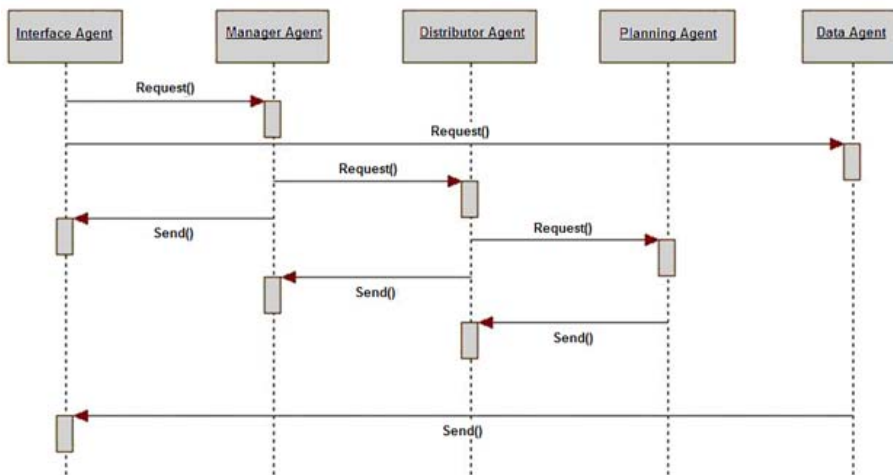 Interface Agent
Manager Agent
Distributor Agent
Planning Agent
Data Agent
Request()
Request()
Request()
Send()
Request()
Send()
Send()
Send()